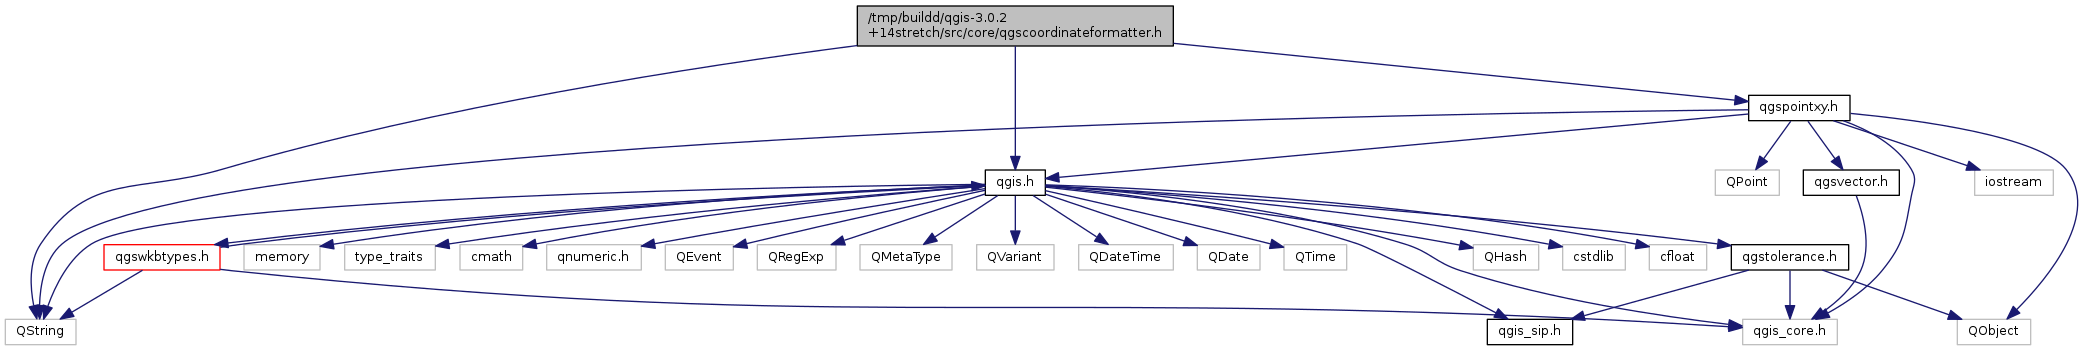 /tmp/buildd/qgis-3.0.2
+14stretch/src/core/qgscoordinateformatter.h
qgspointxy.h
qgis.h
QPoint
qgsvector.h
iostream
qgswkbtypes.h
memory
type_traits
cmath
qnumeric.h
QEvent
QRegExp
QMetaType
QVariant
QDateTime
QDate
QTime
QHash
cstdlib
cfloat
qgstolerance.h
QString
qgis_sip.h
qgis_core.h
QObject